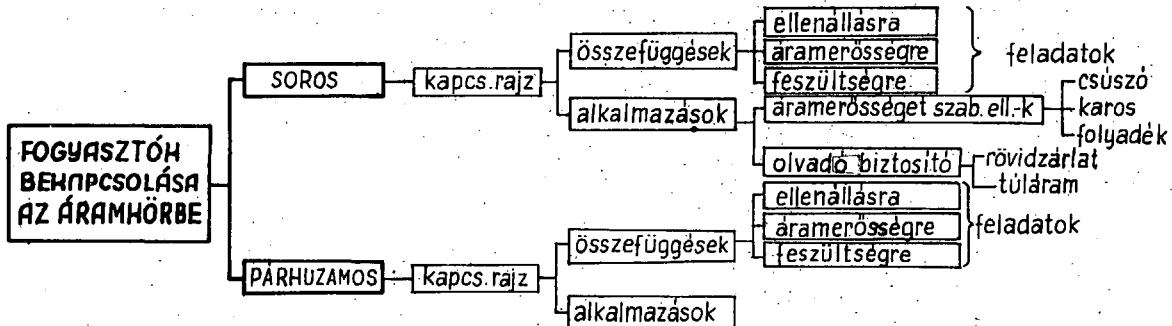 FOGYASZTÓK
BEKAPCSOLÁSA
AZ ÁRAMKÖRBE
SOROS
kapcs. rajz
összefüggések
ellenállásra
áramerősségre
feszültségre
feladatok
alkalmazások
áramerősséget szab. ell.-k
csúszó
karos
folyadék
olvadó biztosító
rövidzárlat
túláram
PÁRHUZAMOS
kapcs. rajz
összefüggések
ellenállásra
áramerősségre
feszültségre
feladatok
alkalmazások